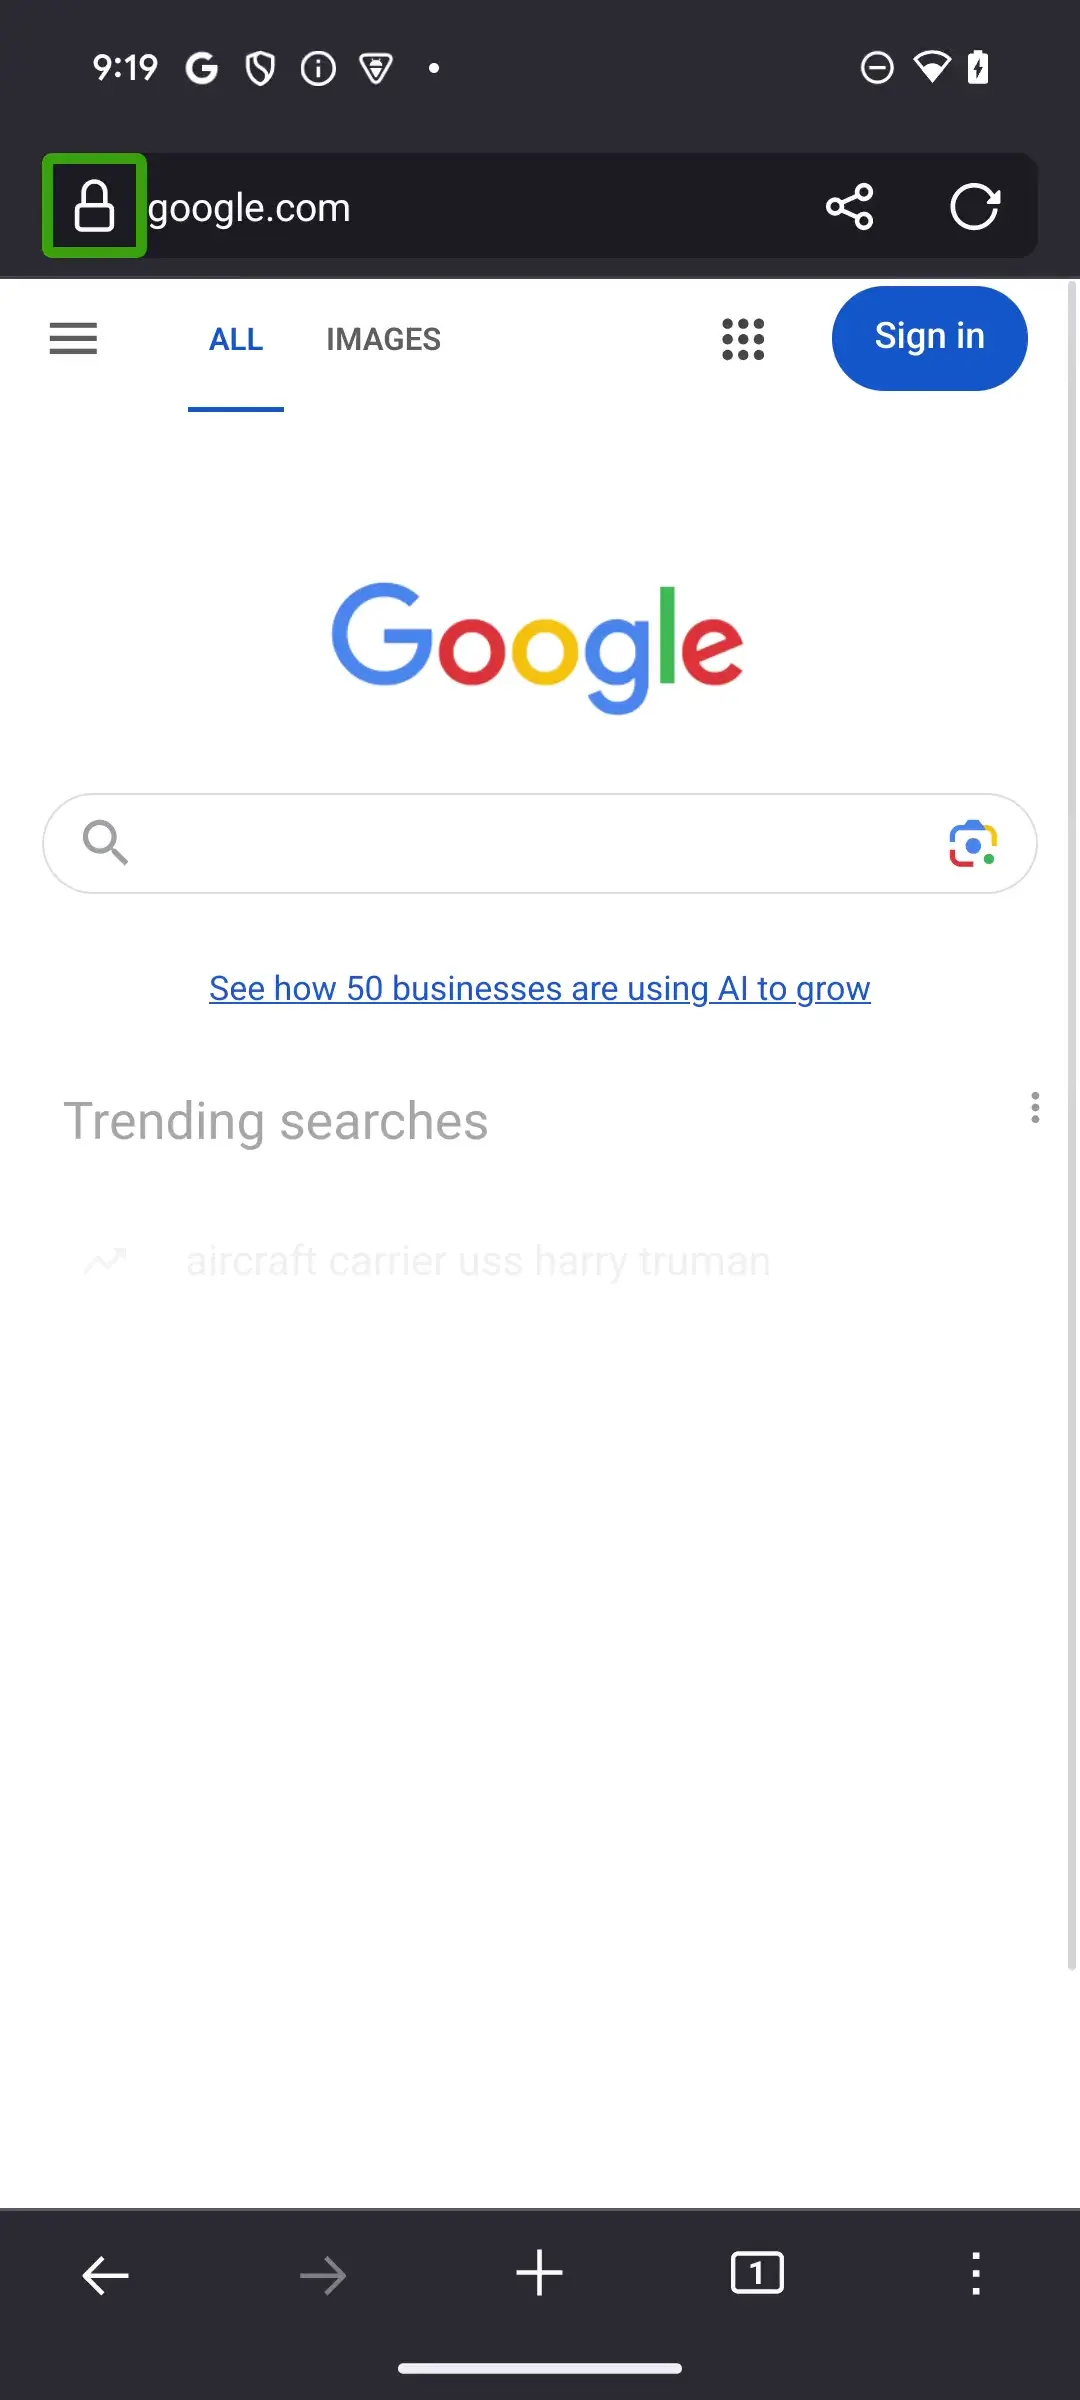 9:19
google.com
ALL IMAGES Sign in
Google
See how 50 businesses are using AI to grow
Trending searches
aircraft carrier uss harry truman
1